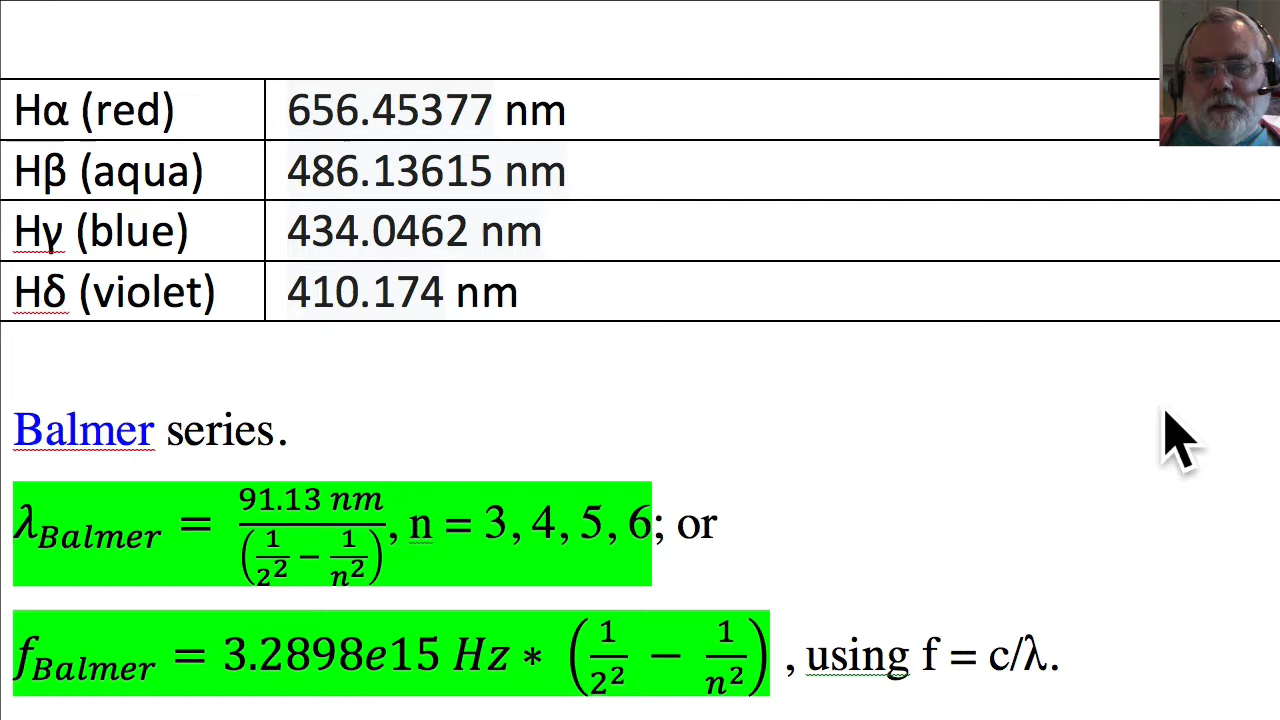 Hα (red) 656.45377 nm
Hβ (aqua) 486.13615 nm
Hγ (blue) 434.0462 nm
Hδ (violet) 410.174 nm
Balmer series.
λ_Balmer = 91.13 nm / (1/2² − 1/n²), n = 3, 4, 5, 6; or
f_Balmer = 3.2898e15 Hz * (1/2² − 1/n²) , using f = c/λ.